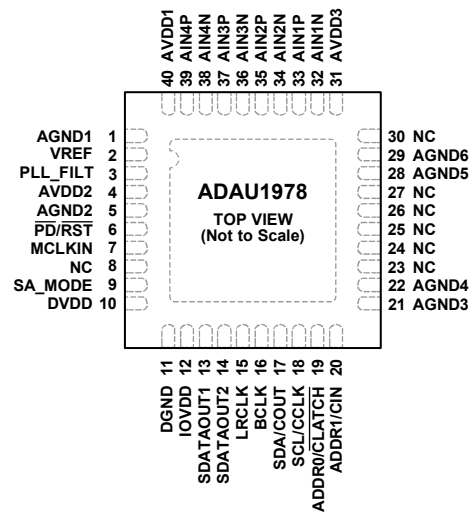 40 AVDD1
39 AIN4P
38 AIN4N
37 AIN3P
36 AIN3N
35 AIN2P
34 AIN2N
33 AIN1P
32 AIN1N
31 AVDD3
AGND1 1
VREF 2
PLL_FILT 3
AVDD2 4
AGND2 5
PD/RST 6
MCLKIN 7
NC 8
SA_MODE 9
DVDD 10
ADAU1978
TOP VIEW
(Not to Scale)
30 NC
29 AGND6
28 AGND5
27 NC
26 NC
25 NC
24 NC
23 NC
22 AGND4
21 AGND3
DGND 11
IOVDD 12
SDATAOUT1 13
SDATAOUT2 14
LRCLK 15
BCLK 16
SDA/COUT 17
SCL/CCLK 18
ADDR0/CLATCH 19
ADDR1/CIN 20